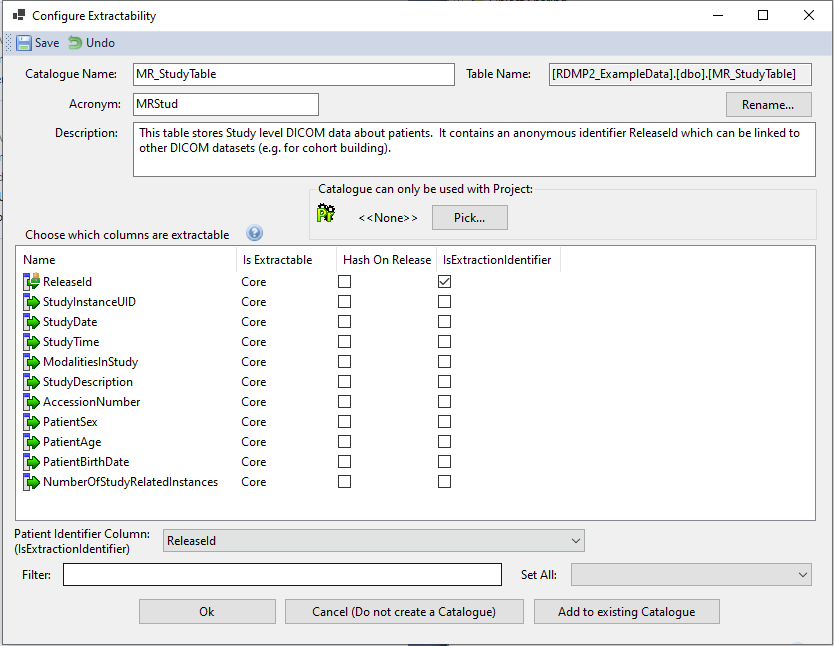 Configure Extractability
Save Undo
Catalogue Name: MR_StudyTable Table Name: [RDMP2_ExampleData].[dbo].[MR_StudyTable]
Acronym: MRStud Rename...
Description: This table stores Study level DICOM data about patients. It contains an anonymous identifier ReleaseId which can be linked to
other DICOM datasets (e.g. for cohort building).
Catalogue can only be used with Project:
<<None>> Pick...
Choose which columns are extractable
Name Is Extractable Hash On Release IsExtractionIdentifier
ReleaseId Core
StudyInstanceUID Core
StudyDate Core
StudyTime Core
ModalitiesInStudy Core
StudyDescription Core
AccessionNumber Core
PatientSex Core
PatientAge Core
PatientBirthDate Core
NumberOfStudyRelatedInstances Core
Patient Identifier Column: ReleaseId
(IsExtractionIdentifier)
Filter: Set All:
Ok Cancel (Do not create a Catalogue) Add to existing Catalogue